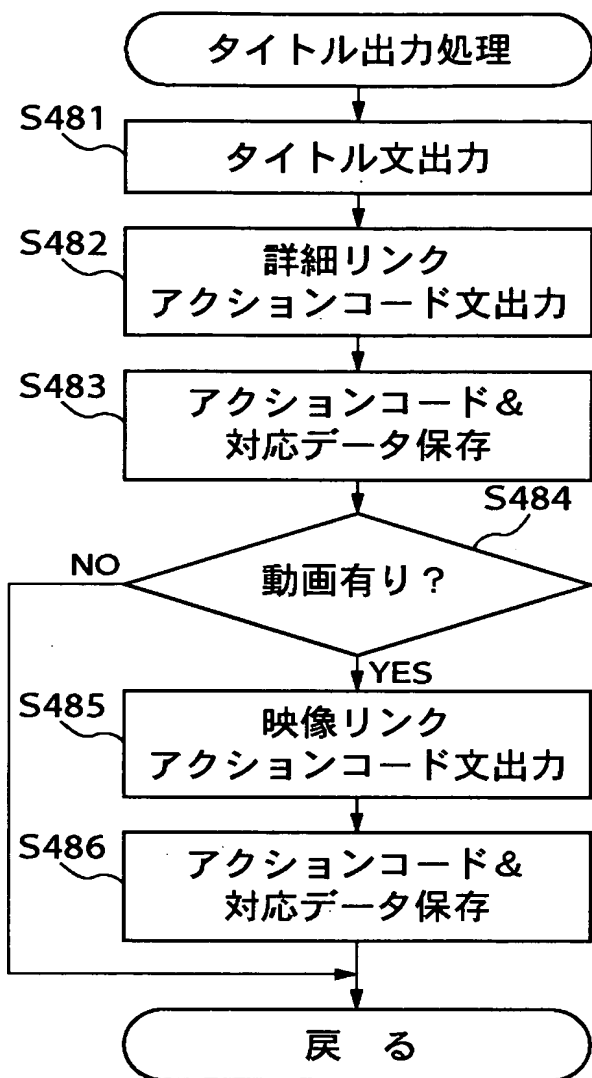 タイトル出力処理
S481
タイトル文出力
S482
詳細リンク
アクションコード文出力
S483
アクションコード&
対応データ保存
S484
動画有り?
NO
YES
S485
映像リンク
アクションコード文出力
S486
アクションコード&
対応データ保存
戻 る